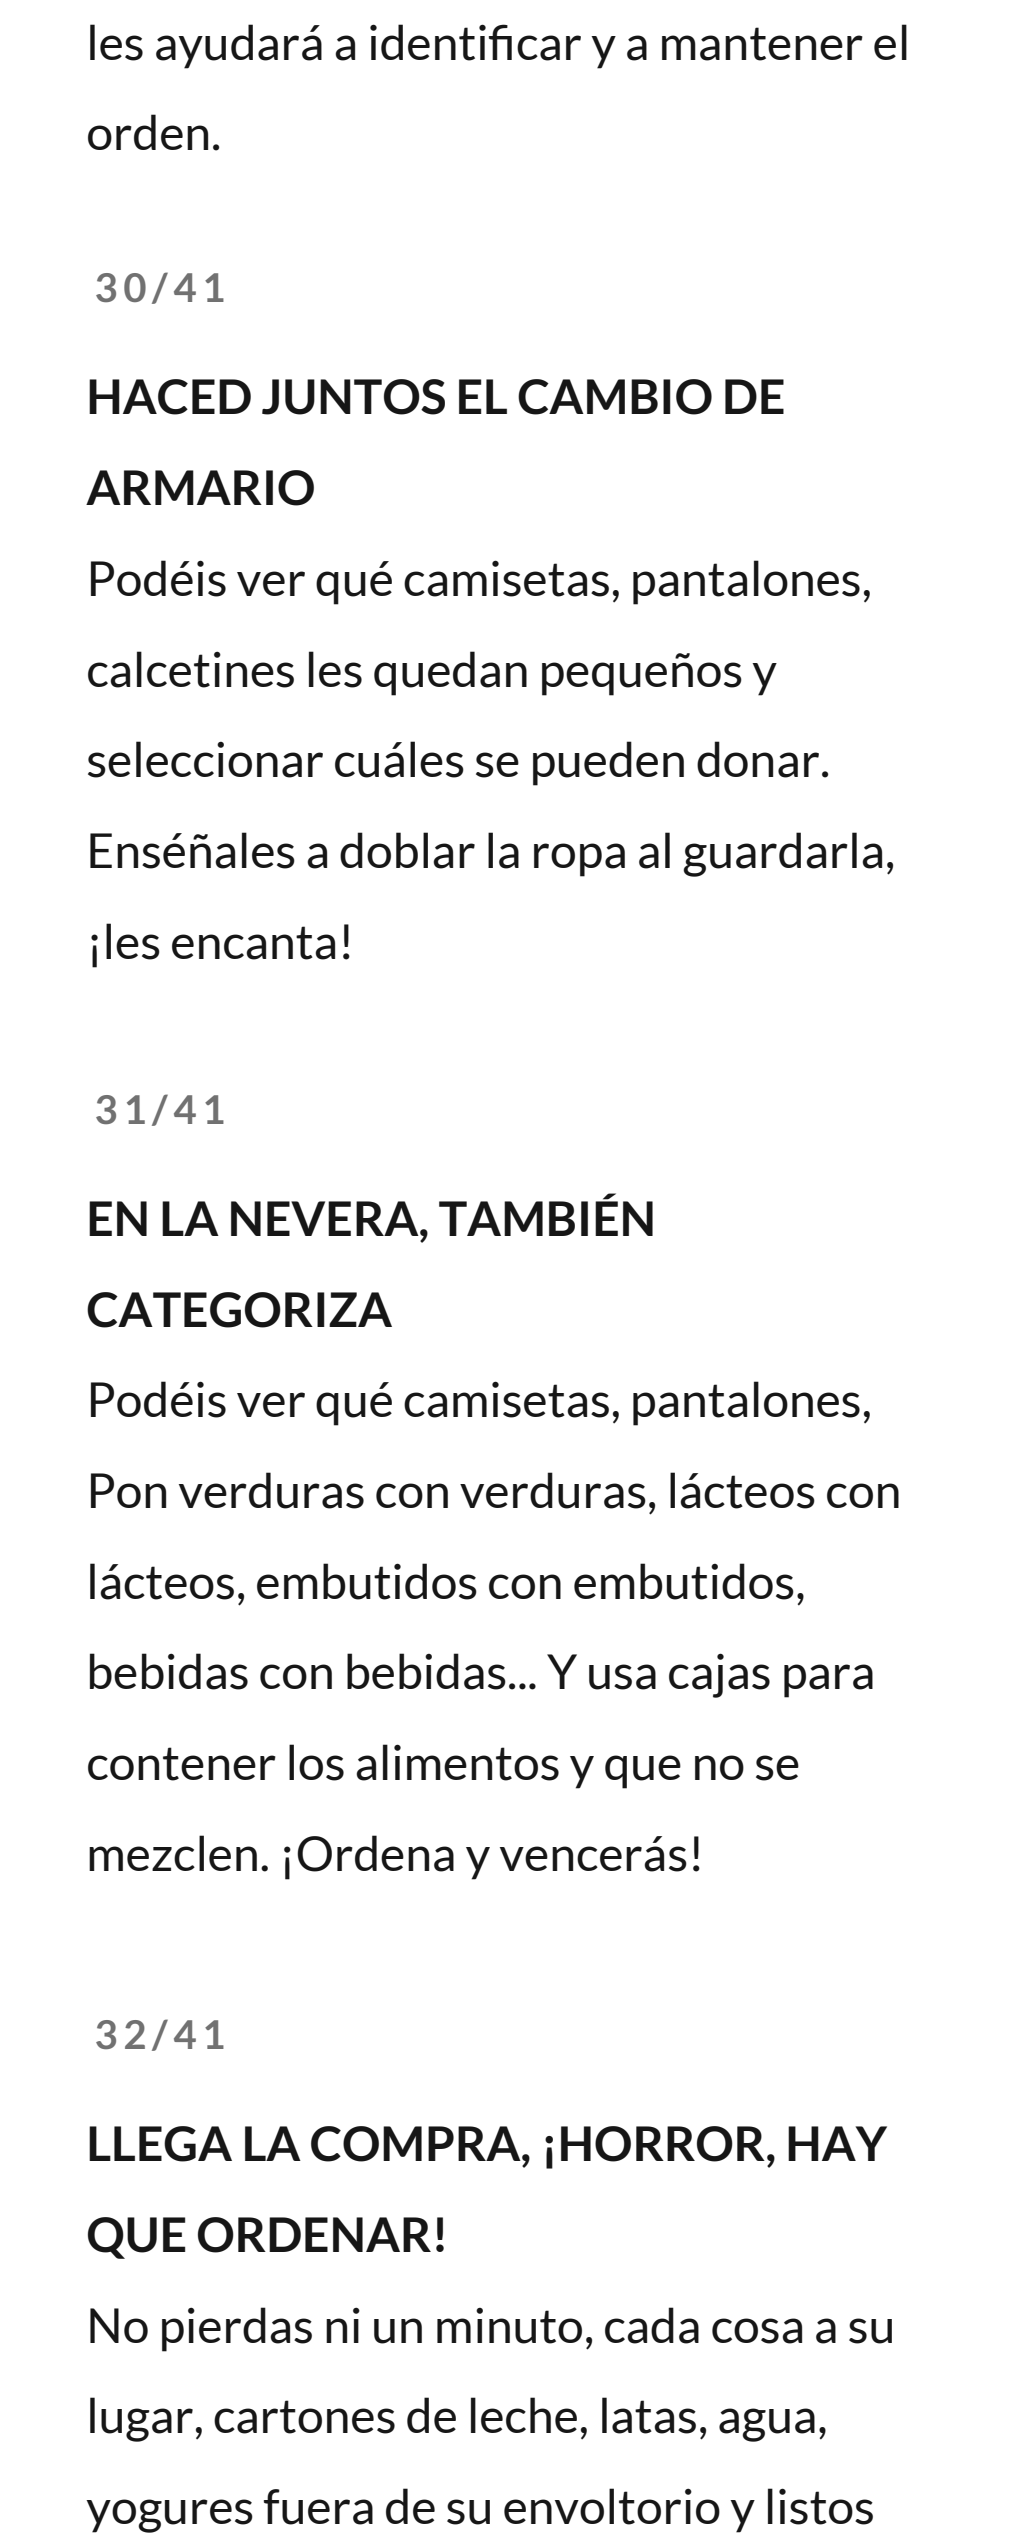 les ayudará a identificar y a mantener el
orden.
30/41
HACED JUNTOS EL CAMBIO DE
ARMARIO
Podéis ver qué camisetas, pantalones,
calcetines les quedan pequeños y
seleccionar cuáles se pueden donar.
Enséñales a doblar la ropa al guardarla,
¡les encanta!
31/41
EN LA NEVERA, TAMBIÉN
CATEGORIZA
Podéis ver qué camisetas, pantalones,
Pon verduras con verduras, lácteos con
lácteos, embutidos con embutidos,
bebidas con bebidas... Y usa cajas para
contener los alimentos y que no se
mezclen. ¡Ordena y vencerás!
32/41
LLEGA LA COMPRA, ¡HORROR, HAY
QUE ORDENAR!
No pierdas ni un minuto, cada cosa a su
lugar, cartones de leche, latas, agua,
yogures fuera de su envoltorio y listos